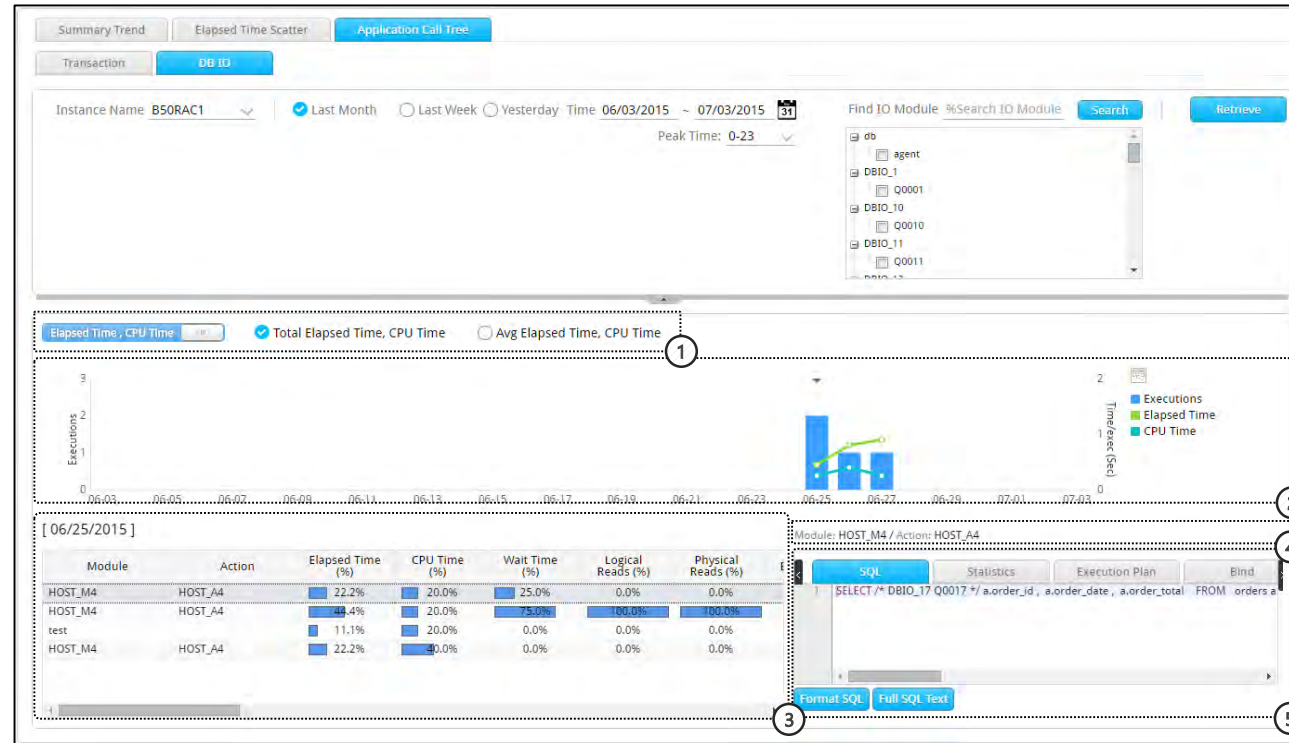 Summary Trend Elapsed Time Scatter Application Call Tree
Transaction DB IO
Instance Name B50RAC1 Last Month Last Week Yesterday Time 06/03/2015 ~ 07/03/2015 31 Find IO Module %Search IO Module Search Retrieve
Peak Time: 0-23
db
agent
DBIO_1
Q0001
DBIO_10
Q0010
DBIO_11
Q0011
Elapsed Time , CPU Time Total Elapsed Time, CPU Time Avg Elapsed Time, CPU Time
1
3 2
Executions
2 Elapsed Time
1 CPU Time
1
0 0
Executions
Time/exec (Sec)
06-03 06-05 06-07 06-09 06-11 06-13 06-15 06-17 06-19 06-21 06-23 06-25 06-27 06-29 07-01 07-03
[ 06/25/2015 ]
Module Action Elapsed Time (%) CPU Time (%) Wait Time (%) Logical Reads (%) Physical Reads (%)
HOST_M4 HOST_A4 22.2% 20.0% 25.0% 0.0% 0.0%
HOST_M4 HOST_A4 44.4% 20.0% 75.0% 100.0% 100.0%
test 11.1% 20.0% 0.0% 0.0% 0.0%
HOST_M4 HOST_A4 22.2% 40.0% 0.0% 0.0% 0.0%
3
Module: HOST_M4 / Action: HOST_A4
4
SQL Statistics Execution Plan Bind
1 SELECT /* DBIO_17 Q0017 */ a.order_id , a.order_date , a.order_total FROM orders a
Format SQL Full SQL Text
5